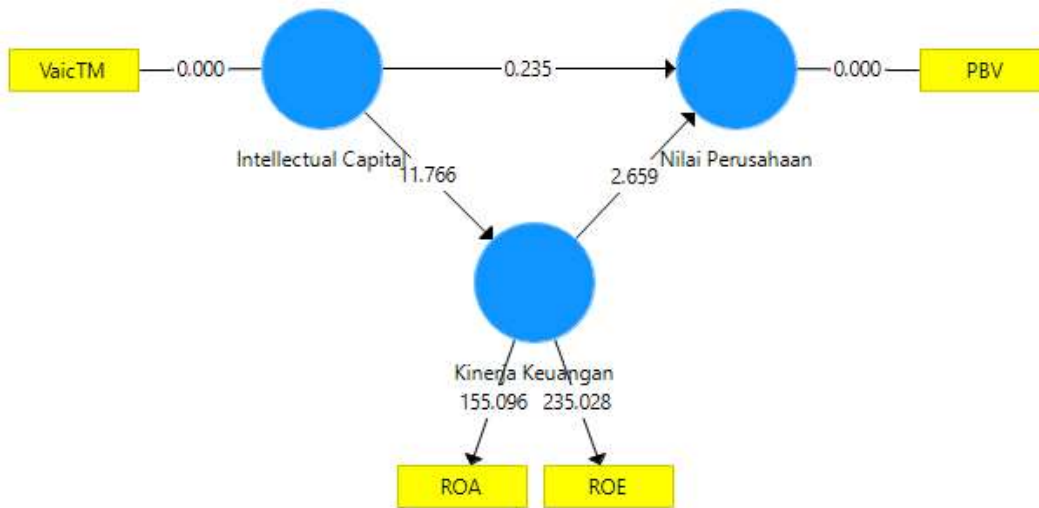 VaicTM
0.000
0.235
0.000
PBV
Intellectual Capital
Nilai Perusahaan
11.766
2.659
Kinerja Keuangan
155.096
235.028
ROA
ROE